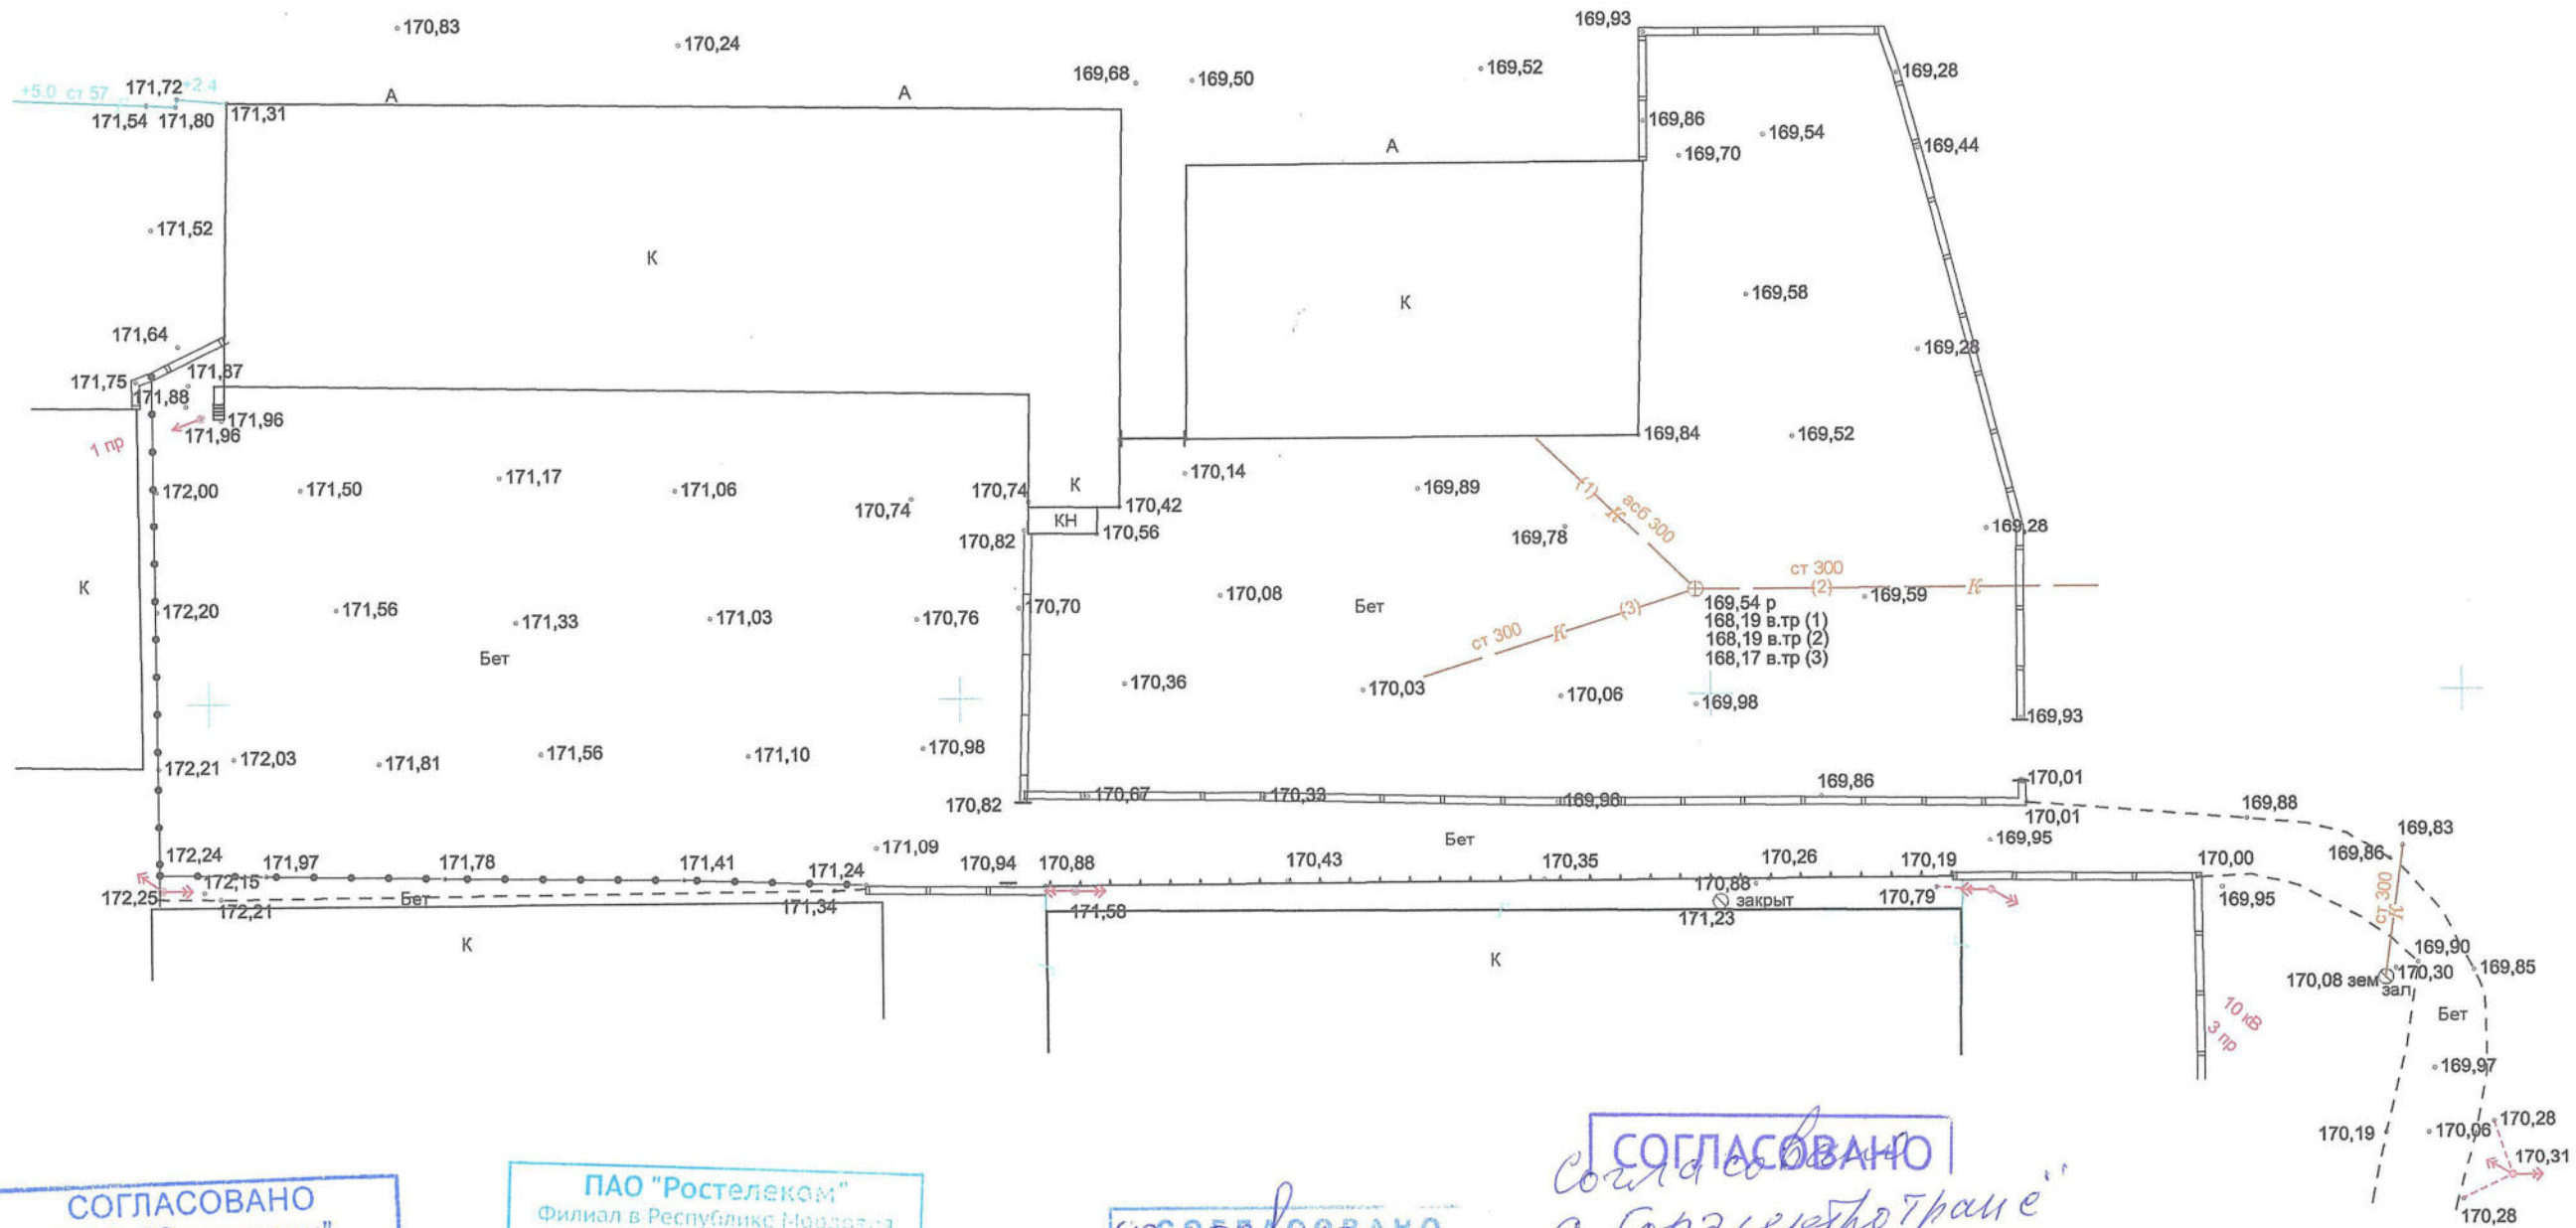 170,83
170,24
169,93
169,68
169,50
169,52
169,28
+5,0 ст 57
171,72
+2.4
А
А
171,54
171,80
171,31
169,86
169,54
169,70
169,44
А
171,52
К
К
169,58
171,64
169,28
171,75
171,87
171,88
171,96
171,96
1 пр
169,84
169,52
172,00
171,50
171,17
171,06
170,74
170,74
К
170,42
170,14
169,89
(1)
К
асб 300
КН
170,82
170,56
169,78
169,28
К
172,20
171,56
171,33
171,03
170,76
170,70
170,08
Бет
ст 300
(2)
К
169,59
(3)
К
ст 300
169,54 р
168,19 в.тр (1)
168,19 в.тр (2)
168,17 в.тр (3)
Бет
170,36
170,03
170,06
169,98
169,93
172,21
172,03
171,81
171,56
171,10
170,98
170,82
170,67
170,33
169,96
169,86
170,01
170,01
169,88
169,83
169,86
172,24
171,97
171,78
171,41
171,24
171,09
170,94
170,88
170,43
Бет
170,35
170,26
170,19
169,95
170,00
169,95
172,25
172,15
172,21
Бет
171,34
171,58
170,88
закрыт
171,23
170,79
ст 300
К
К
К
169,90
170,30
169,85
170,08 зем
зал
Бет
10 кВ
3 пр
169,97
170,19
170,06
170,28
170,31
170,28
СОГЛАСОВАНО
ПАО "Ростелеком"
Филиал в Республике Мордовия
СОГЛАСОВАНО
СОГЛАСОВАНО
Согласовано